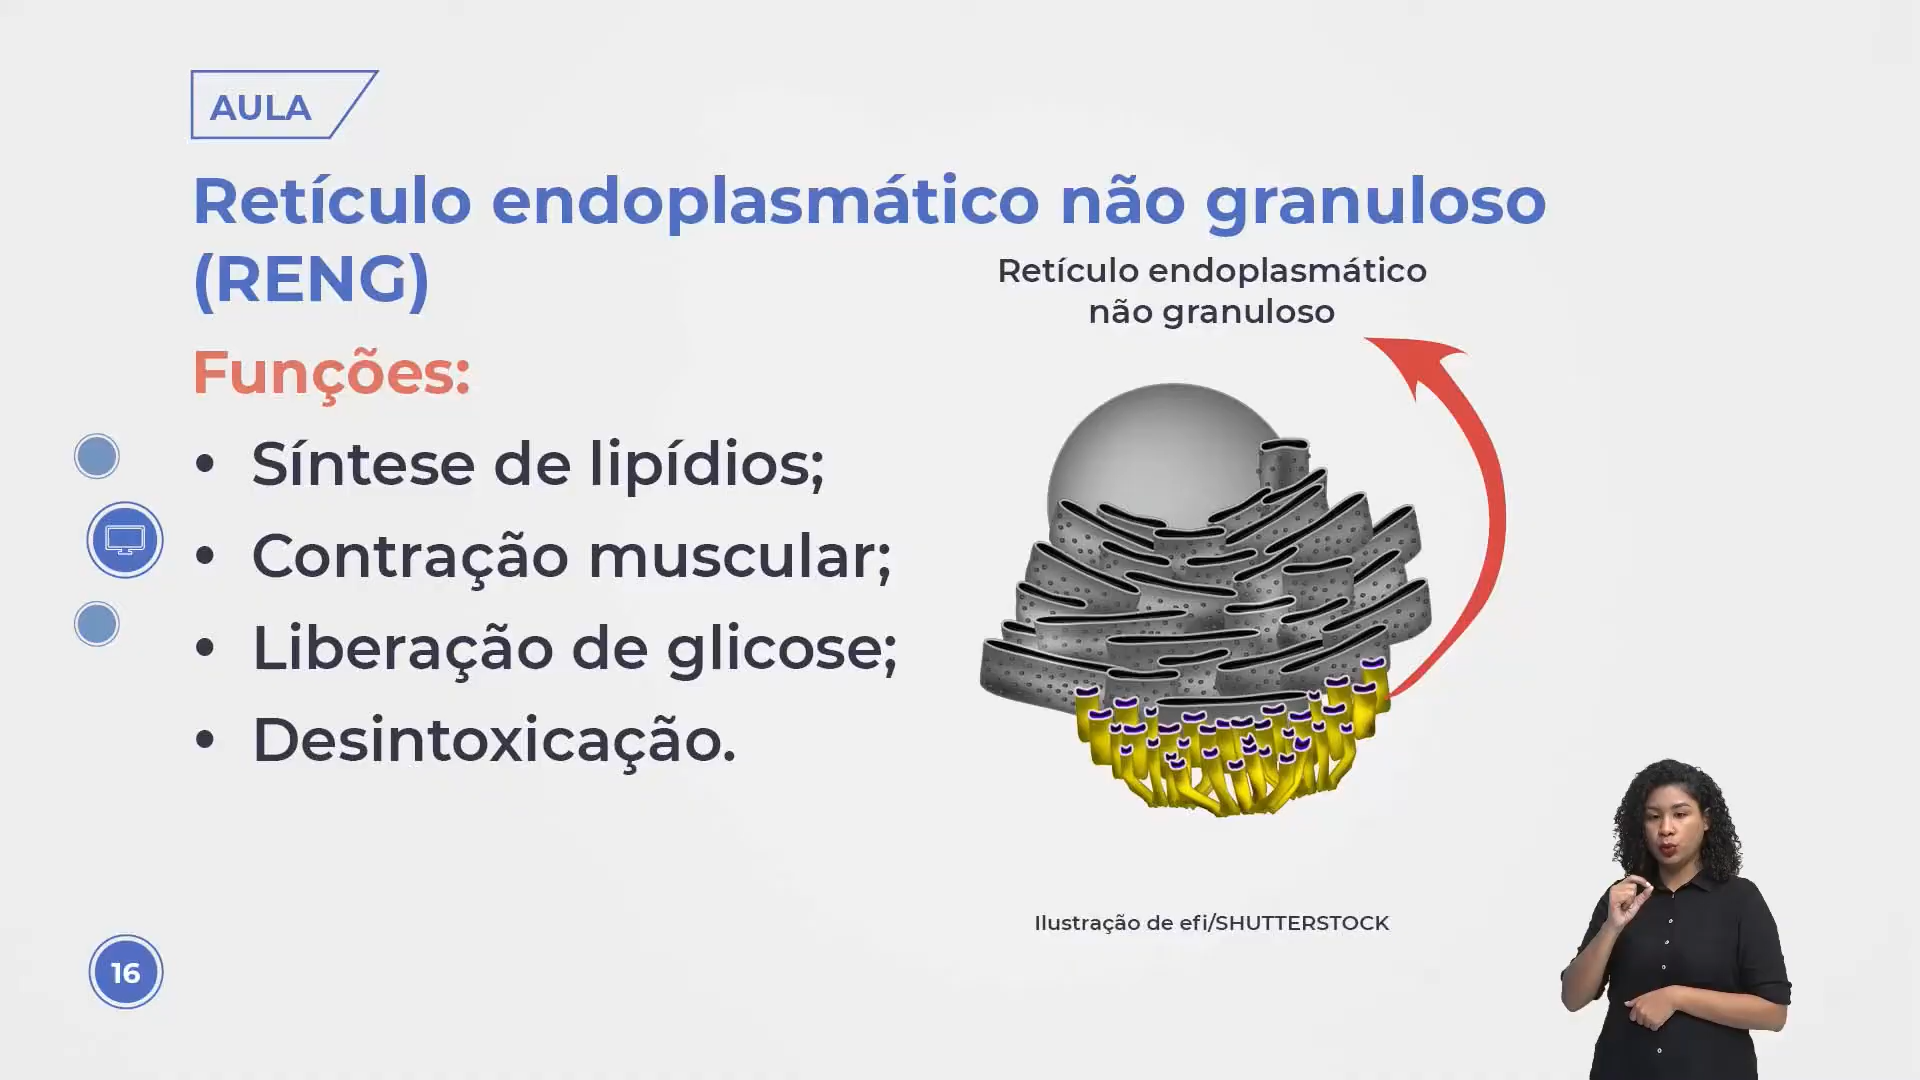 AULA
Retículo endoplasmático não granuloso
(RENG)
Retículo endoplasmático
não granuloso
Funções:
• Síntese de lipídios;
• Contração muscular;
• Liberação de glicose;
• Desintoxicação.
Ilustração de efi/SHUTTERSTOCK
16